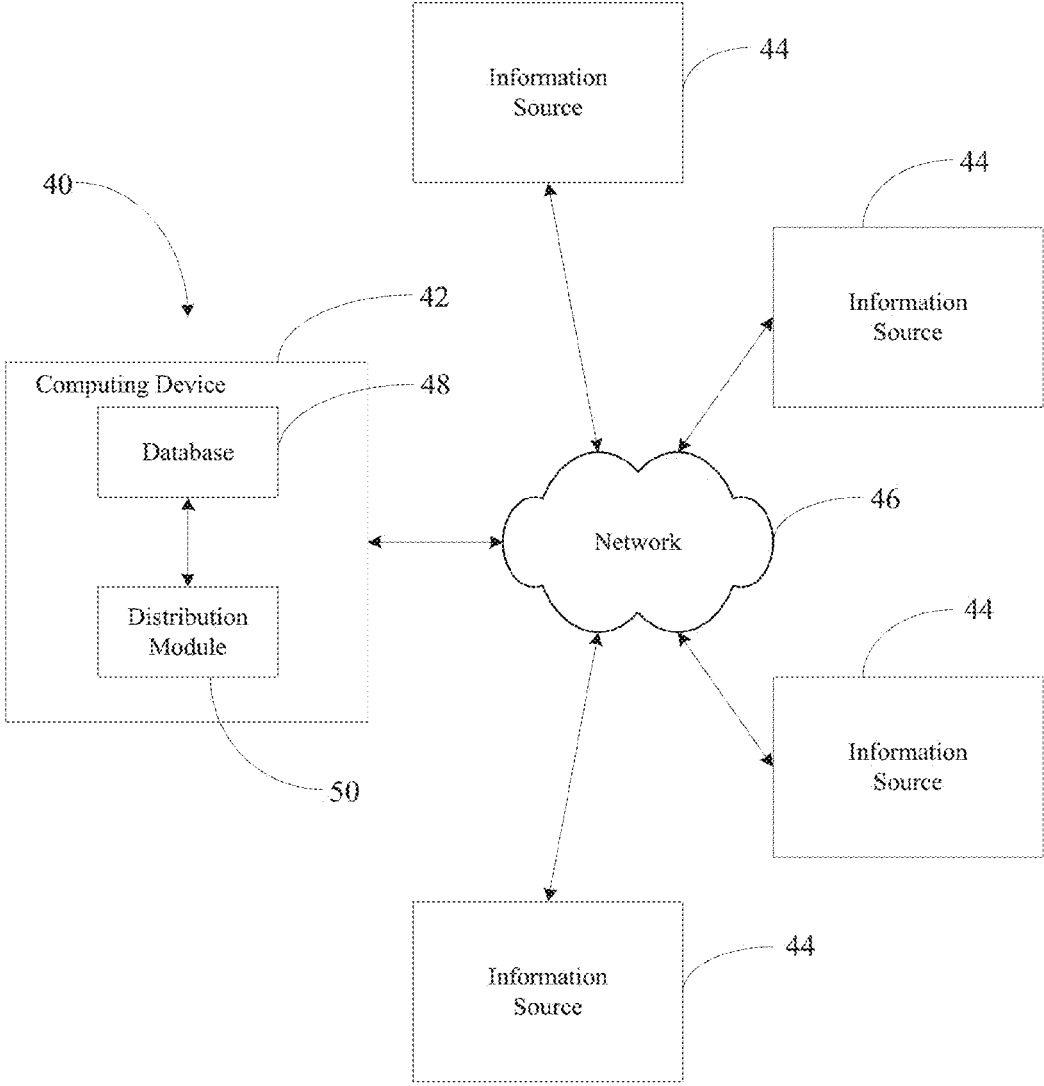 Information
Source
44
44
40
Information
Source
42
Computing Device
48
Database
46
Network
Distribution
Module
44
50
Information
Source
44
Information
Source